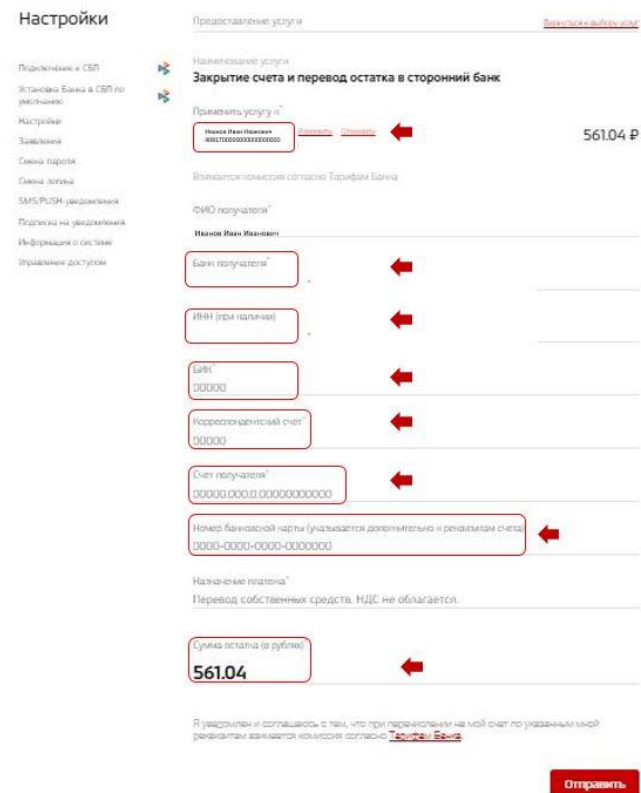 Настройки
Предоставление услуги
Вернуться к выбору услуг
Подключение к СБП
Установка Банка в СБП по
умолчанию
Настройки
Заявления
Смена пароля
Смена логина
SMS/PUSH-уведомления
Подписка на уведомления
Информация о системе
Управление доступом
Наименование услуги
Закрытие счета и перевод остатка в сторонний банк
Применить услугу к*
Иванов Иван Иванович
561.04 ₽
Взимается комиссия согласно Тарифам Банка
ФИО получателя*
Иванов Иван Иванович
Банк получателя*
ИНН (при наличии)
БИК*
00000
Корреспондентский счет*
00000
Счет получателя*
00000.000.0.00000000000
Номер банковской карты (указывается дополнительно к реквизитам счета)
0000-0000-0000-0000000
Назначение платежа*
Перевод собственных средств. НДС не облагается.
Сумма остатка (в рублях)
561.04
Я уведомлен и соглашаюсь с тем, что при перечислении на мой счет по указанным мной
реквизитам взимается комиссия согласно Тарифам Банка.
Отправить